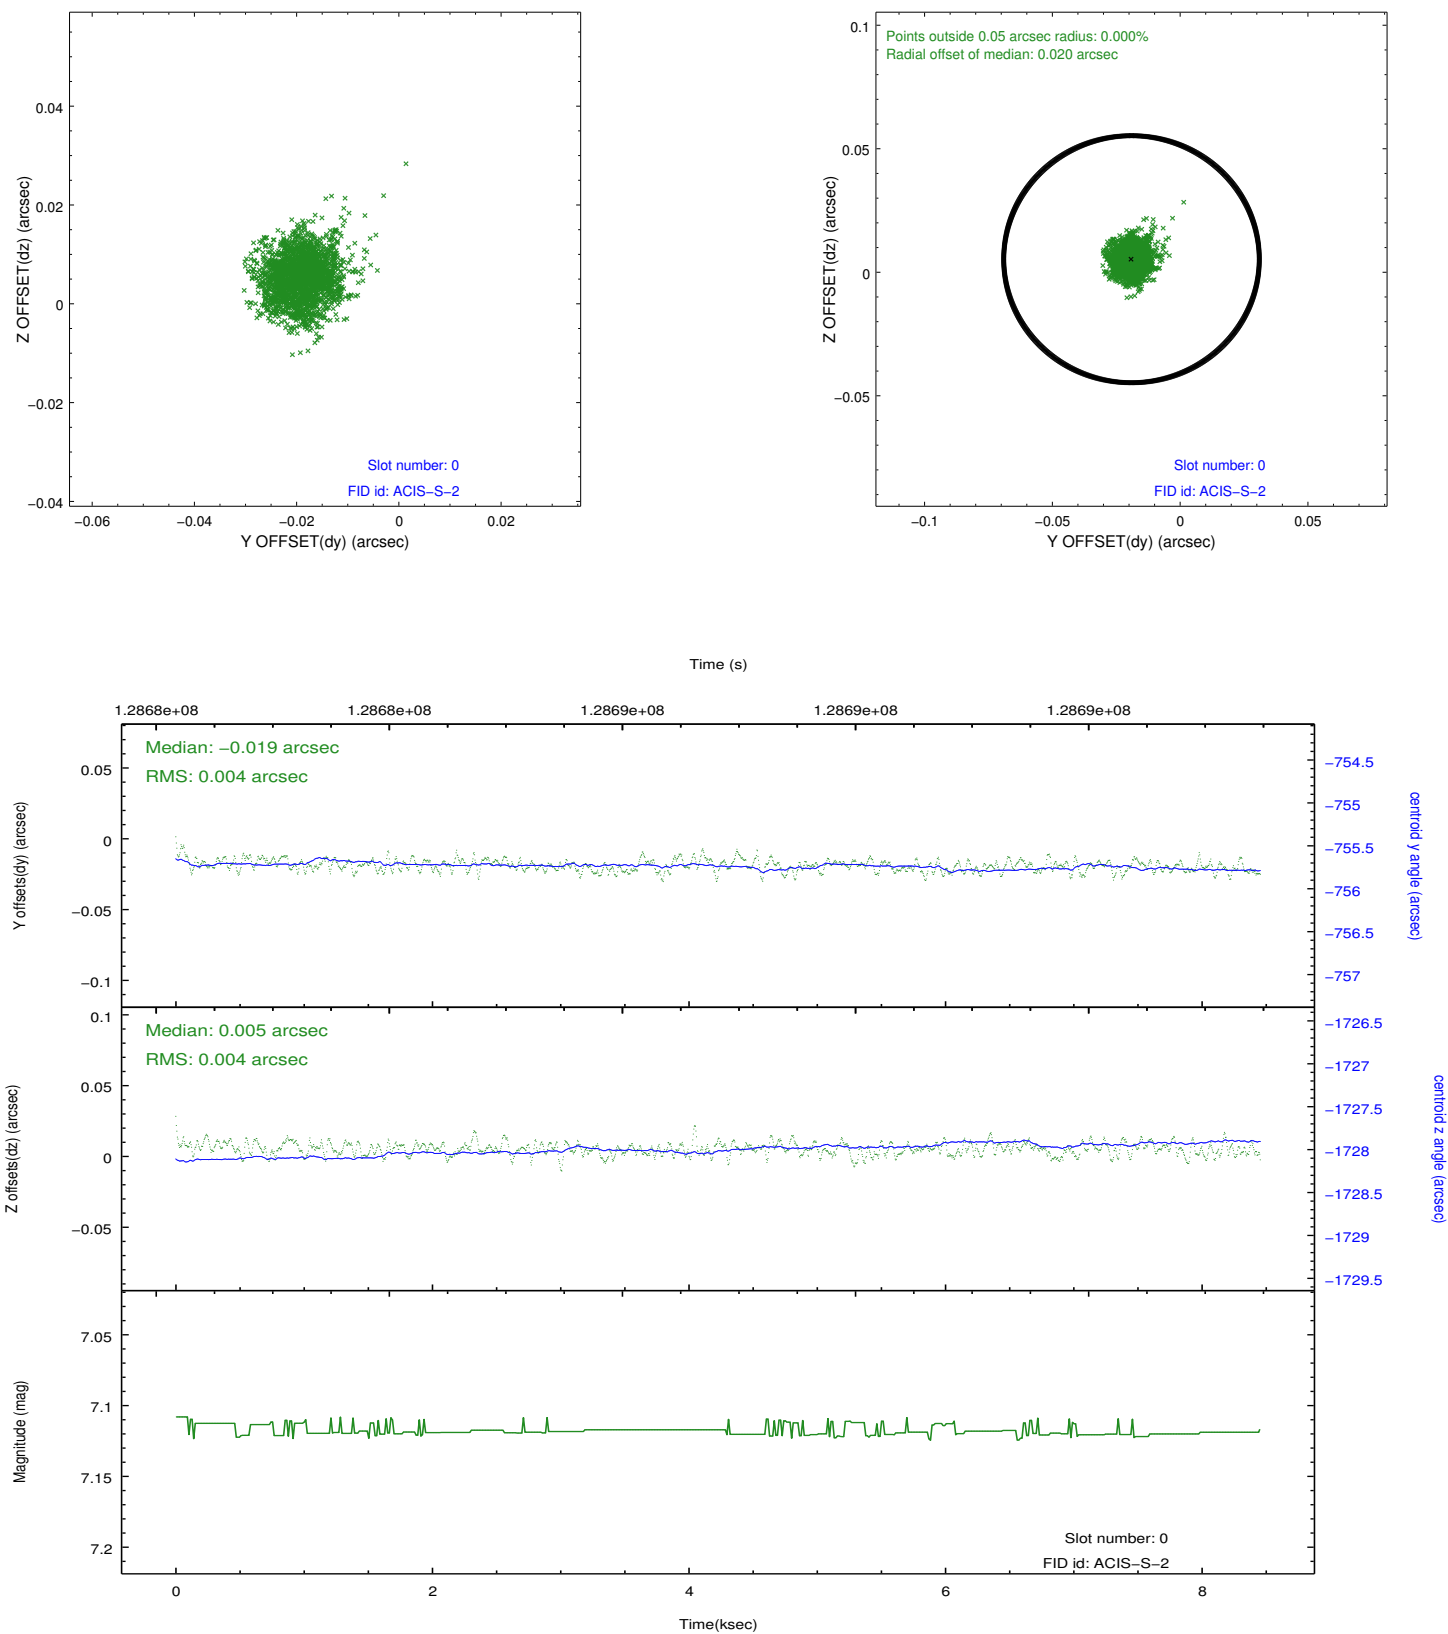 0.04
0.02
0
−0.02
−0.04
Z OFFSET(dz) (arcsec)
Slot number: 0
FID id: ACIS−S−2
−0.06
−0.04
−0.02
0
0.02
Y OFFSET(dy) (arcsec)
Points outside 0.05 arcsec radius: 0.000%
Radial offset of median: 0.020 arcsec
0.1
0.05
0
−0.05
Z OFFSET(dz) (arcsec)
Slot number: 0
FID id: ACIS−S−2
−0.1
−0.05
0
0.05
Y OFFSET(dy) (arcsec)
Time (s)
1.2868e+08
1.2868e+08
1.2869e+08
1.2869e+08
1.2869e+08
Median: −0.019 arcsec
RMS: 0.004 arcsec
0.05
0
−0.05
−0.1
Y offsets(dy) (arcsec)
−754.5
−755
−755.5
−756
−756.5
−757
centroid y angle (arcsec)
Median: 0.005 arcsec
RMS: 0.004 arcsec
0.1
0.05
0
−0.05
Z offsets(dz) (arcsec)
−1726.5
−1727
−1727.5
−1728
−1728.5
−1729
−1729.5
centroid z angle (arcsec)
7.05
7.1
7.15
7.2
Magnitude (mag)
Slot number: 0
FID id: ACIS−S−2
0
2
4
6
8
Time(ksec)